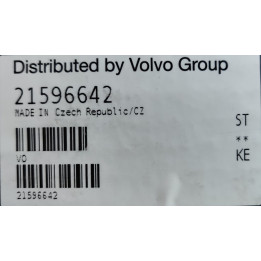 Distributed by Volvo Group
21596642
MADE IN Czech Republic/CZ
ST
**
VO
KE
21596642